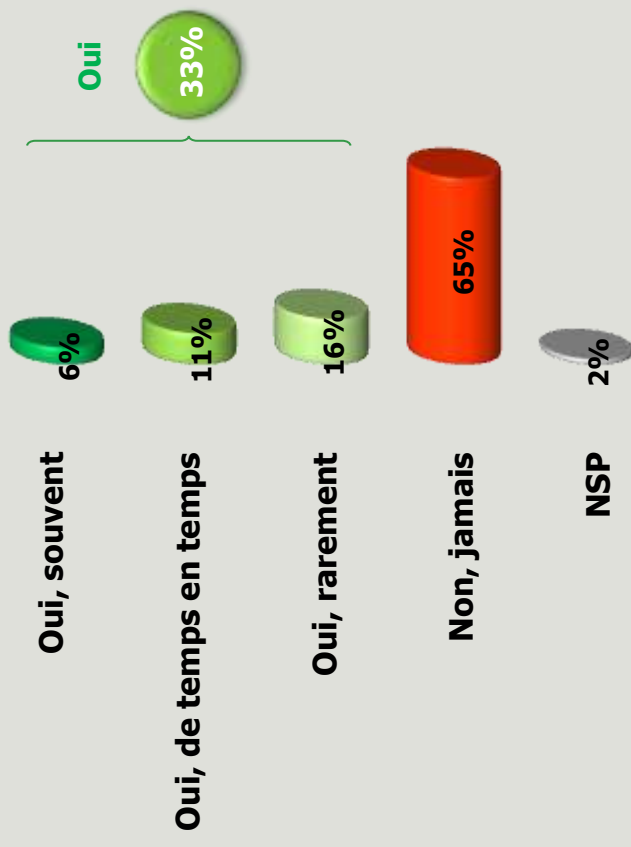 Oui
33%
Oui, souvent
6%
Oui, de temps en temps
11%
Oui, rarement
16%
Non, jamais
65%
NSP
2%